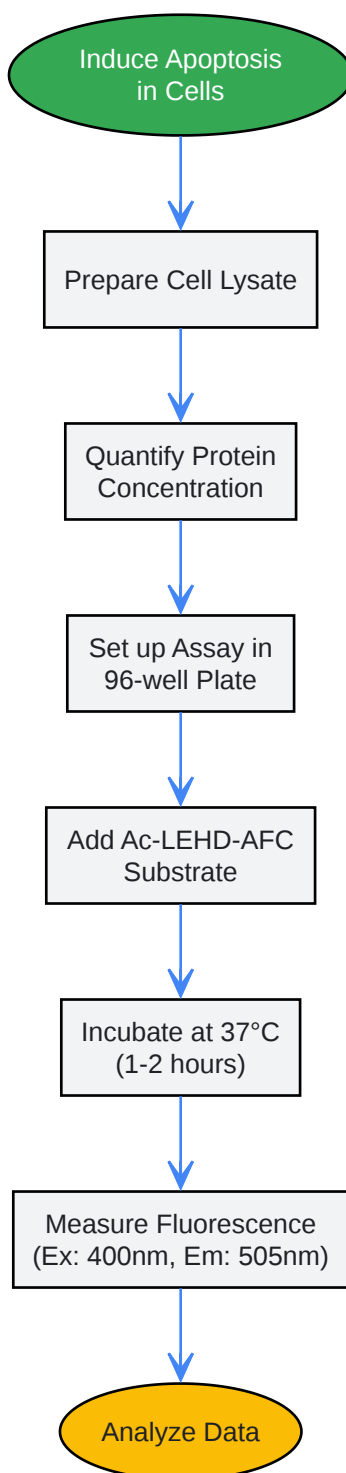 Induce Apoptosis
in Cells
Prepare Cell Lysate
Quantify Protein
Concentration
Set up Assay in
96-well Plate
Add Ac-LEHD-AFC
Substrate
Incubate at 37°C
(1-2 hours)
Measure Fluorescence
(Ex: 400nm, Em: 505nm)
Analyze Data